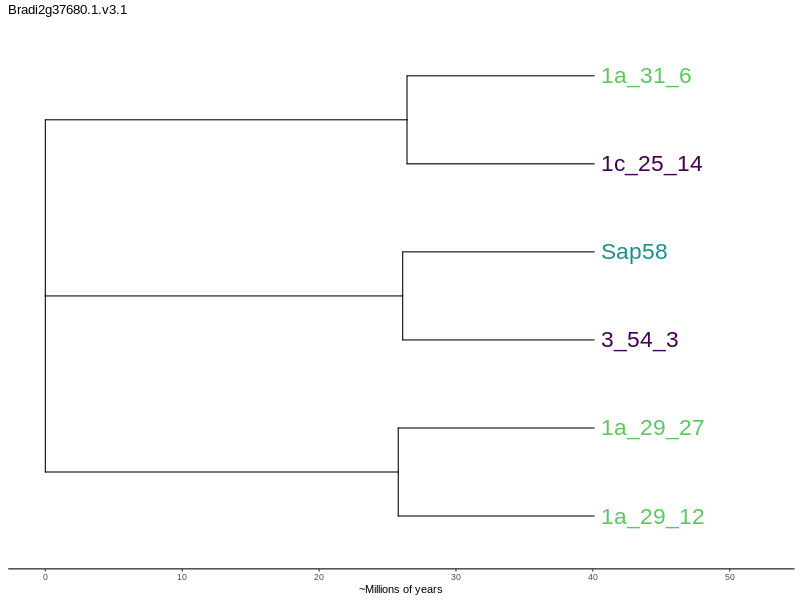 Bradi2g37680.1.v3.1
1a_31_6
1c_25_14
Sap58
3_54_3
1a_29_27
1a_29_12
0 10 20 30 40 50
~Millions of years